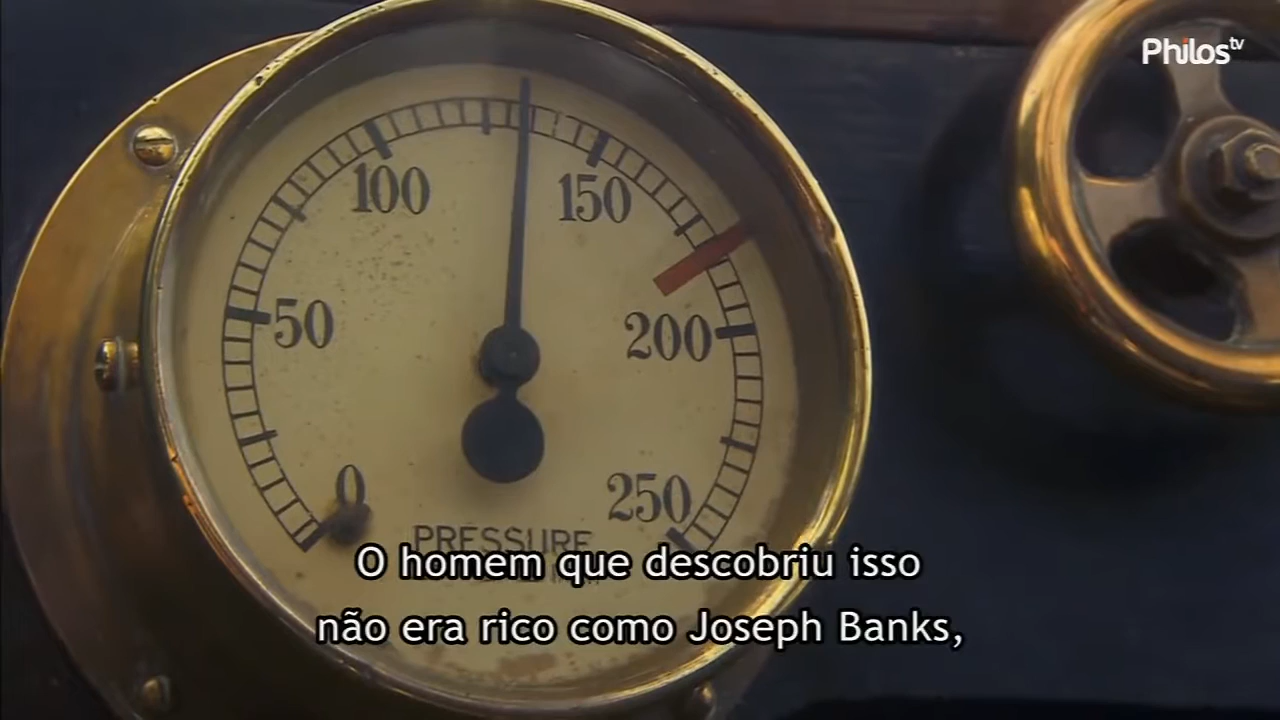 Philos tv
100
150
50
200
0
250
PRESSURE
O homem que descobriu isso
não era rico como Joseph Banks,